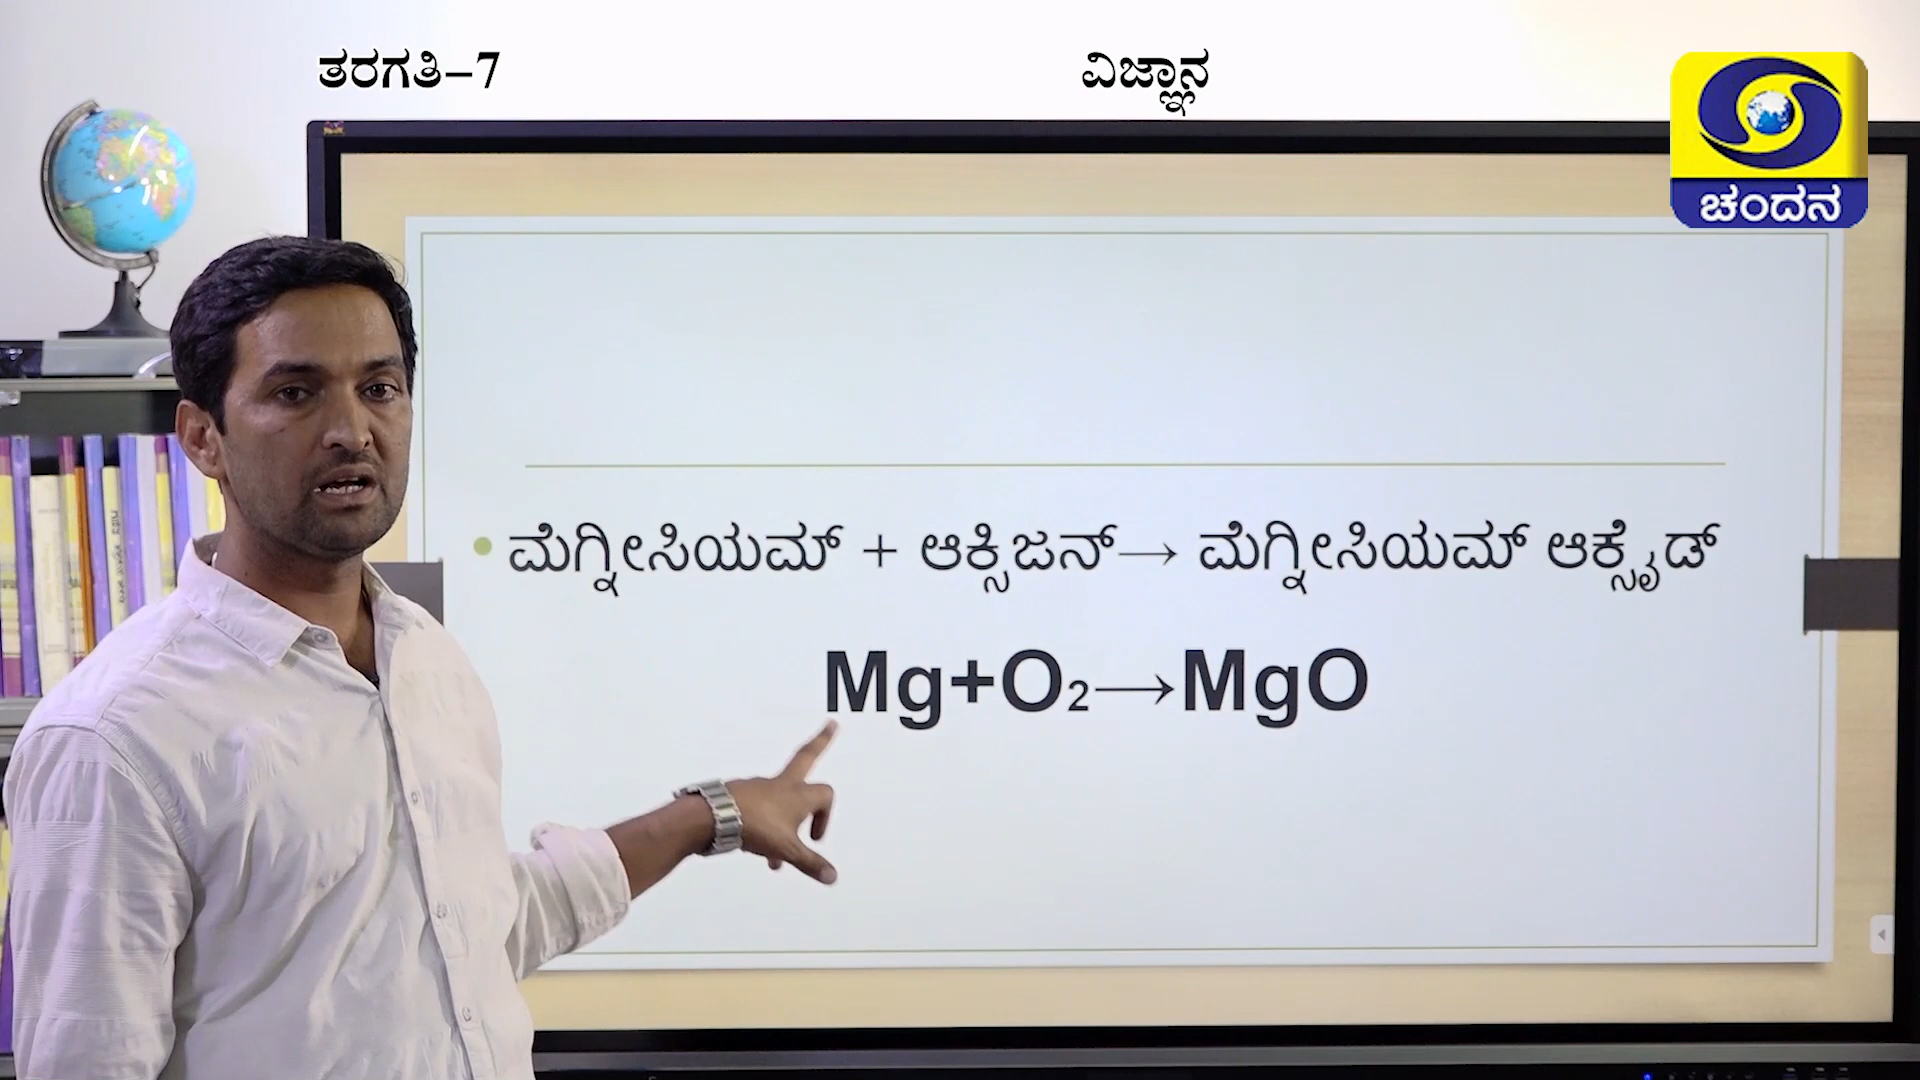 ತರಗತಿ–7
ವಿಜ್ಞಾನ
ಚಂದನ
• ಮೆಗ್ನೀಸಿಯಮ್ + ಆಕ್ಸಿಜನ್→ ಮೆಗ್ನೀಸಿಯಮ್ ಆಕ್ಸೈಡ್
Mg+O₂→MgO